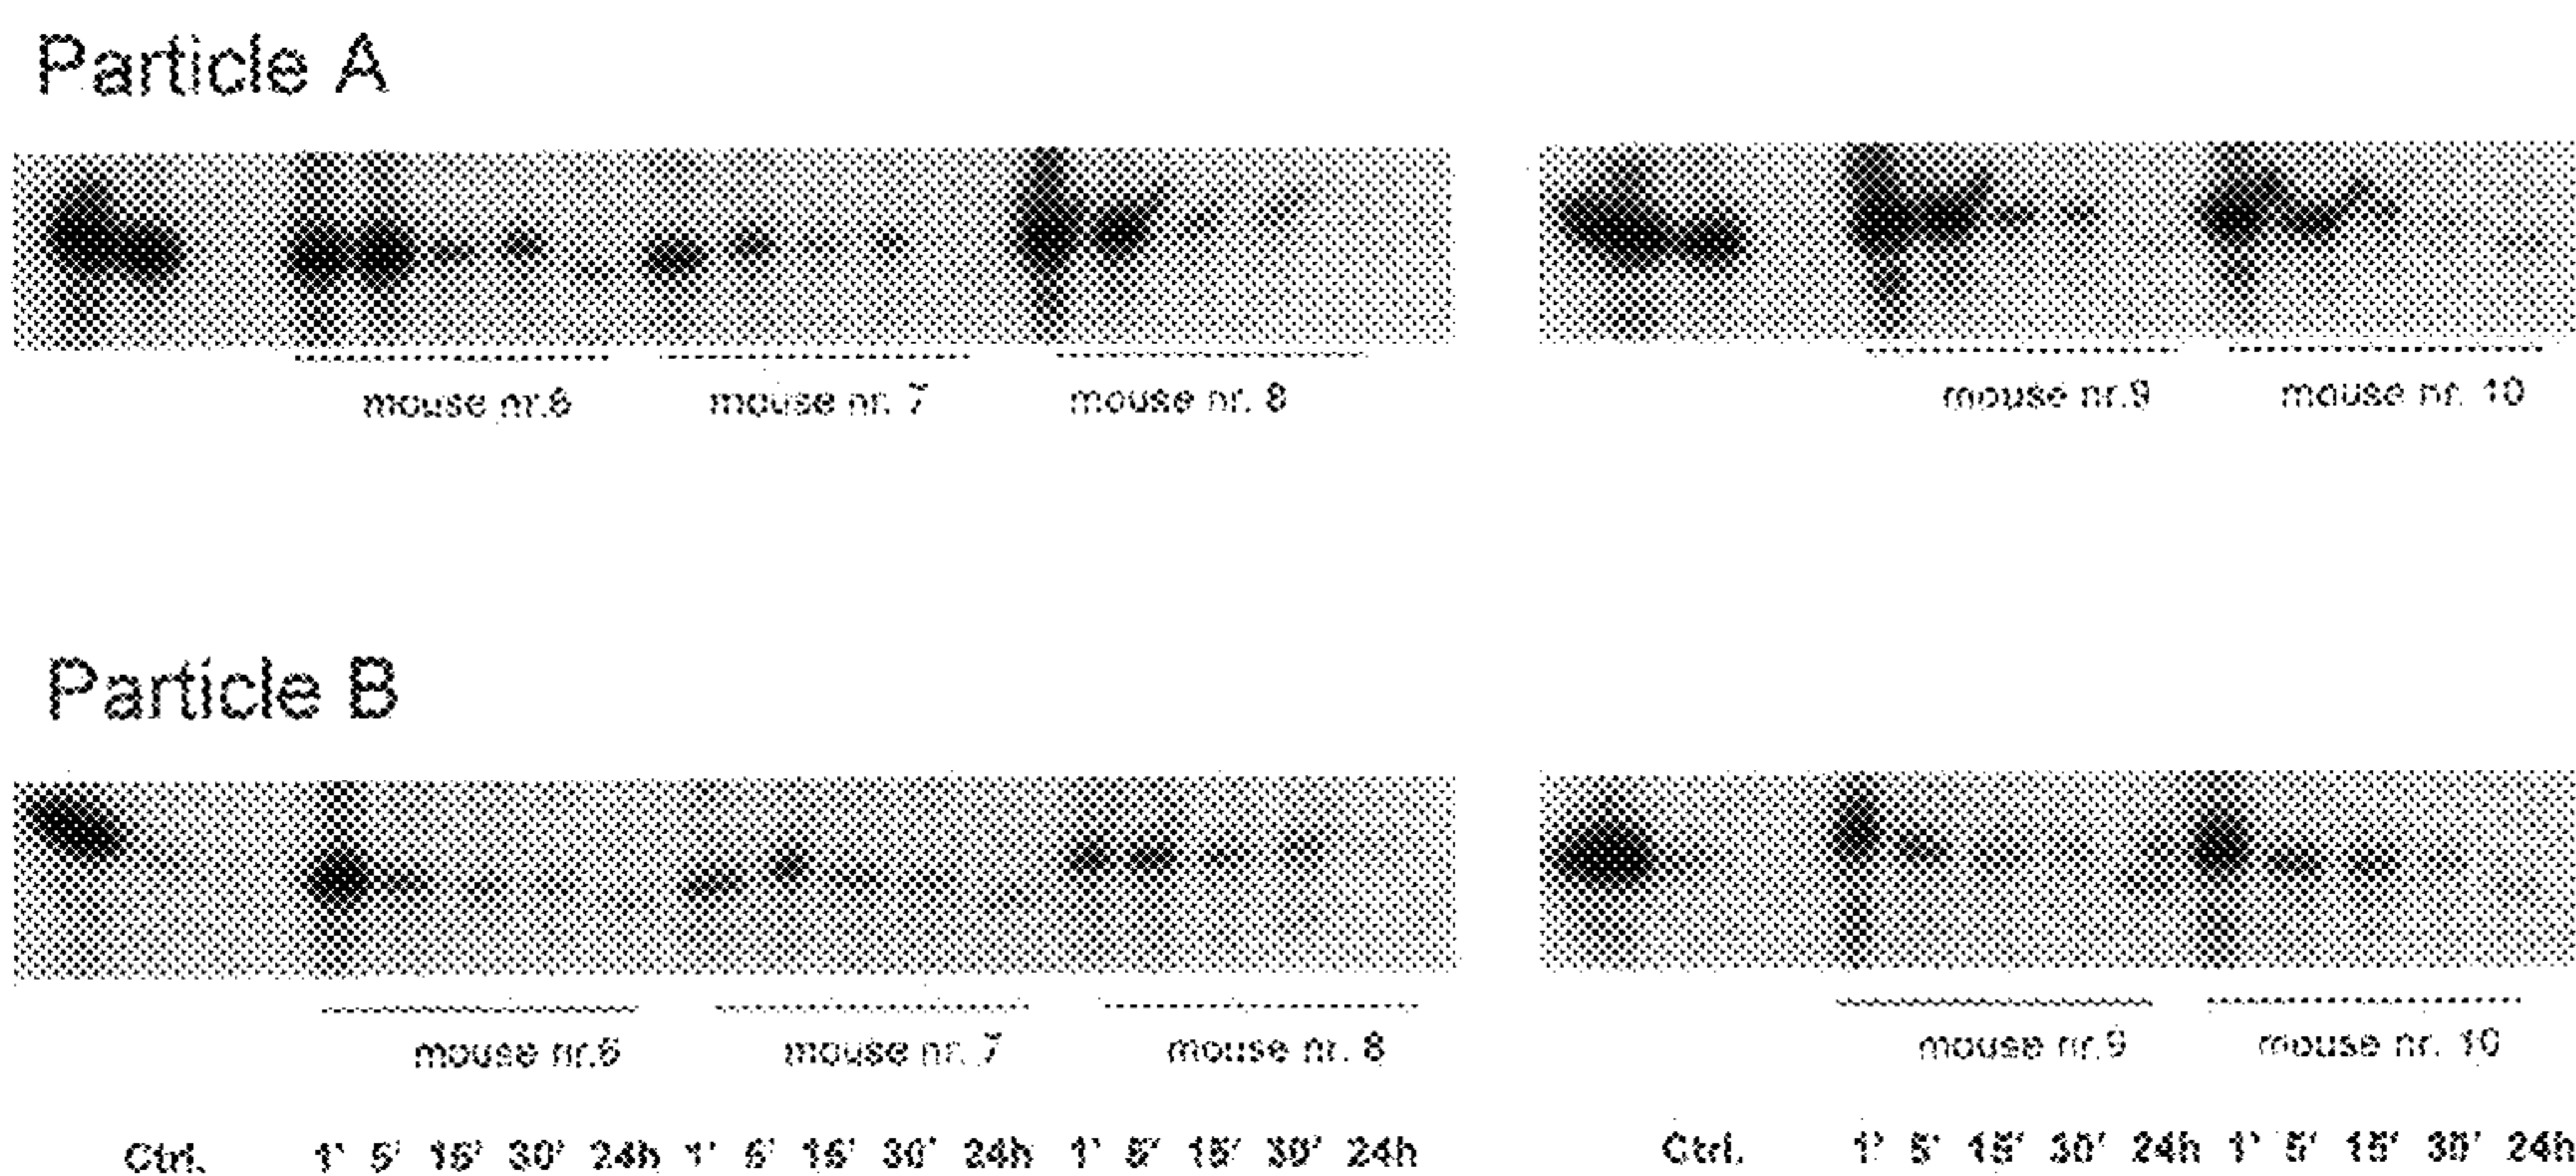 Particle A
mouse nr.6 mouse nr. 7 mouse nr. 8 mouse nr.9 mouse nr. 10
Particle B
mouse nr.6 mouse nr. 7 mouse nr. 8 mouse nr.9 mouse nr. 10
Ctrl. 1' 5' 15' 30' 24h 1' 5' 15' 30' 24h 1' 5' 15' 30' 24h Ctrl. 1' 5' 15' 30' 24h 1' 5' 15' 30' 24h